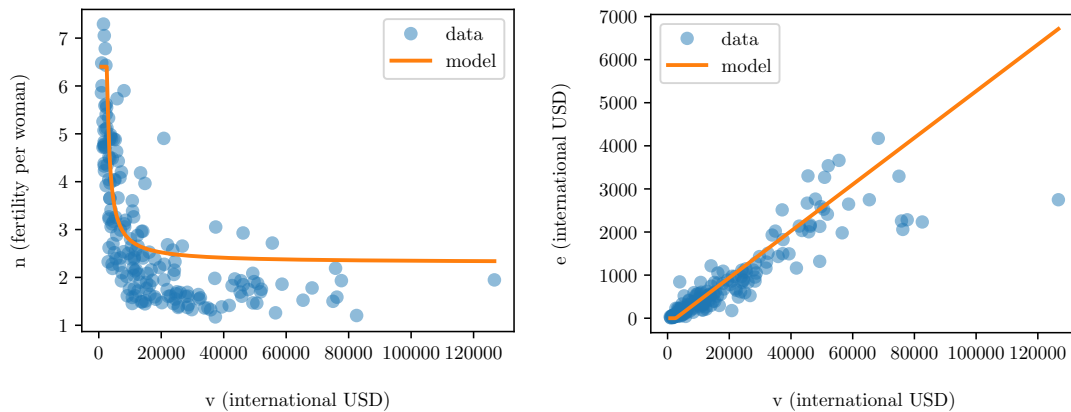 7
6
5
4
3
2
1
n (fertility per woman)
data
model
0 20000 40000 60000 80000 100000 120000
v (international USD)
7000
6000
5000
4000
3000
2000
1000
0
e (international USD)
data
model
0 20000 40000 60000 80000 100000 120000
v (international USD)